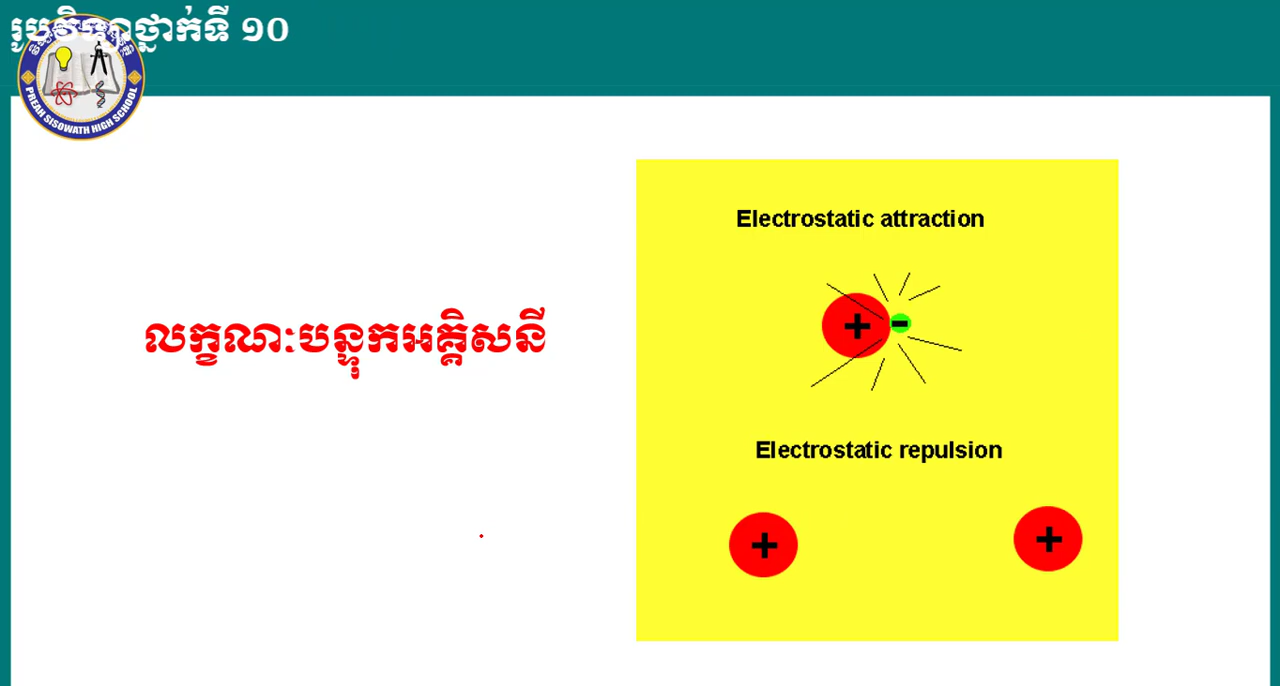 រូបវិទ្យាថ្នាក់ទី ១០
PREAH SISOWATH HIGH SCHOOL
លក្ខណៈបន្ទុកអគ្គិសនី
Electrostatic attraction
+
-
Electrostatic repulsion
+ +